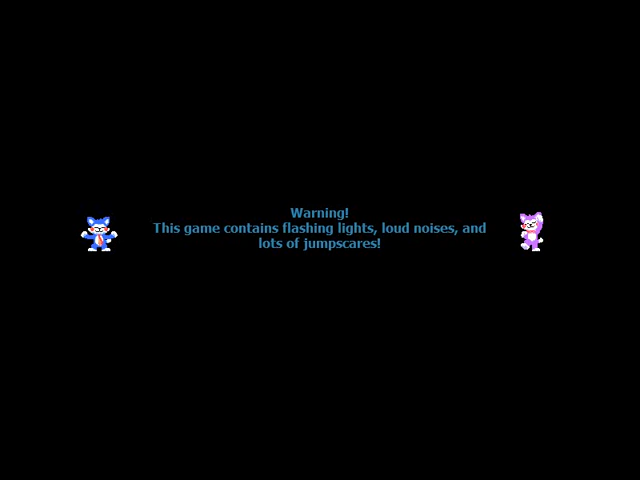 Warning!
This game contains flashing lights, loud noises, and
lots of jumpscares!